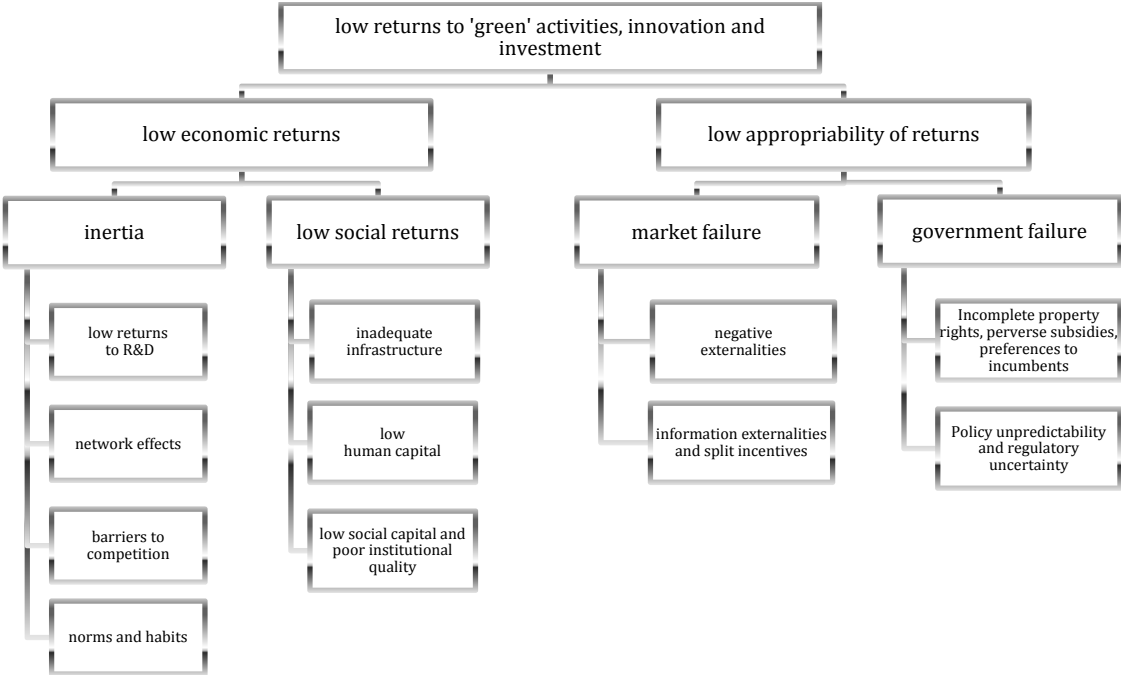 low returns to 'green' activities, innovation and
investment
low economic returns
low appropriability of returns
inertia
low social returns
market failure
government failure
low returns
to R&D
network effects
barriers to
competition
norms and habits
inadequate
infrastructure
low
human capital
low social capital and
poor institutional
quality
negative
externalities
information externalities
and split incentives
Incomplete property
rights, perverse subsidies,
preferences to
incumbents
Policy unpredictability
and regulatory
uncertainty